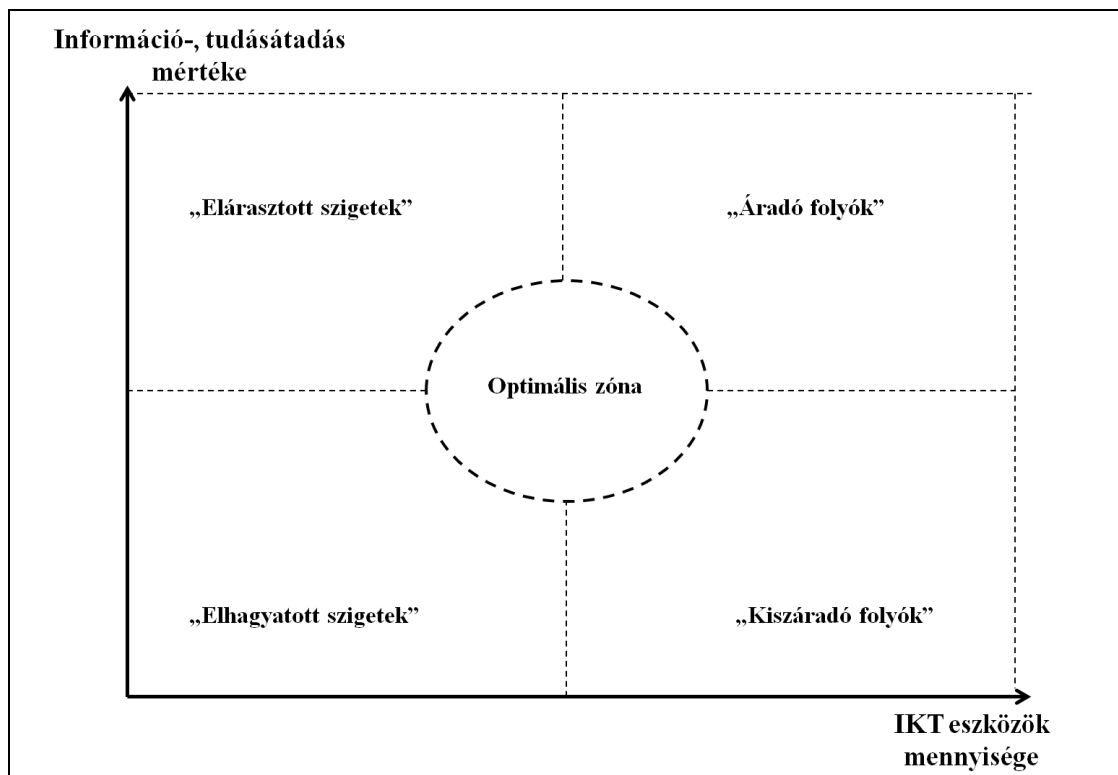 Információ-, tudásátadás
mértéke
„Elárasztott szigetek”
„Áradó folyók”
Optimális zóna
„Elhagyatott szigetek”
„Kiszáradó folyók”
IKT eszközök
mennyisége